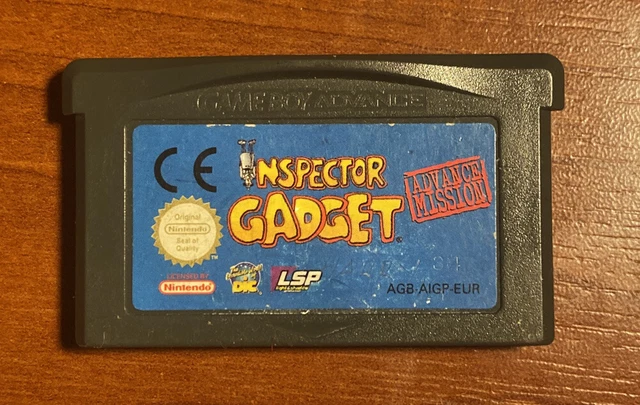 GAME BOY ADVANCE
CE
INSPECTOR
GADGET
ADVANCE
MISSION
Original
Nintendo
Seal of
Quality
TM
LICENSED BY
Nintendo
DIC
LSP
AGB-AIGP-EUR